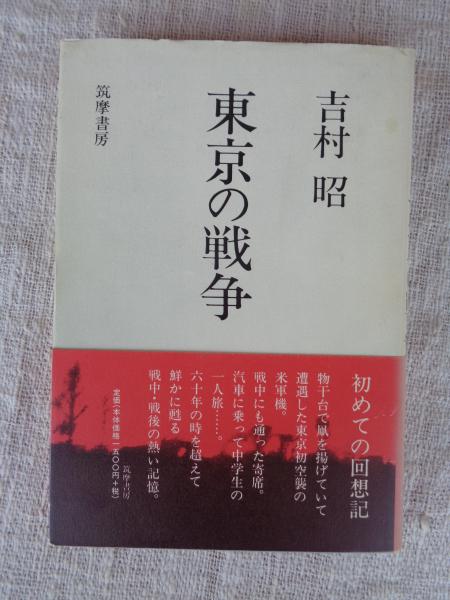 吉村 昭
東京の戦争
筑摩書房
初めての回想記
物干台で凧を揚げていて
遭遇した東京初空襲の
米軍機。
戦中にも通った寄席。
汽車に乗って中学生の
一人旅……。
六十年の時を超えて
鮮かに甦る
戦中・戦後の熱い記憶。
筑摩書房
定価・本体価格一五〇〇円+税)